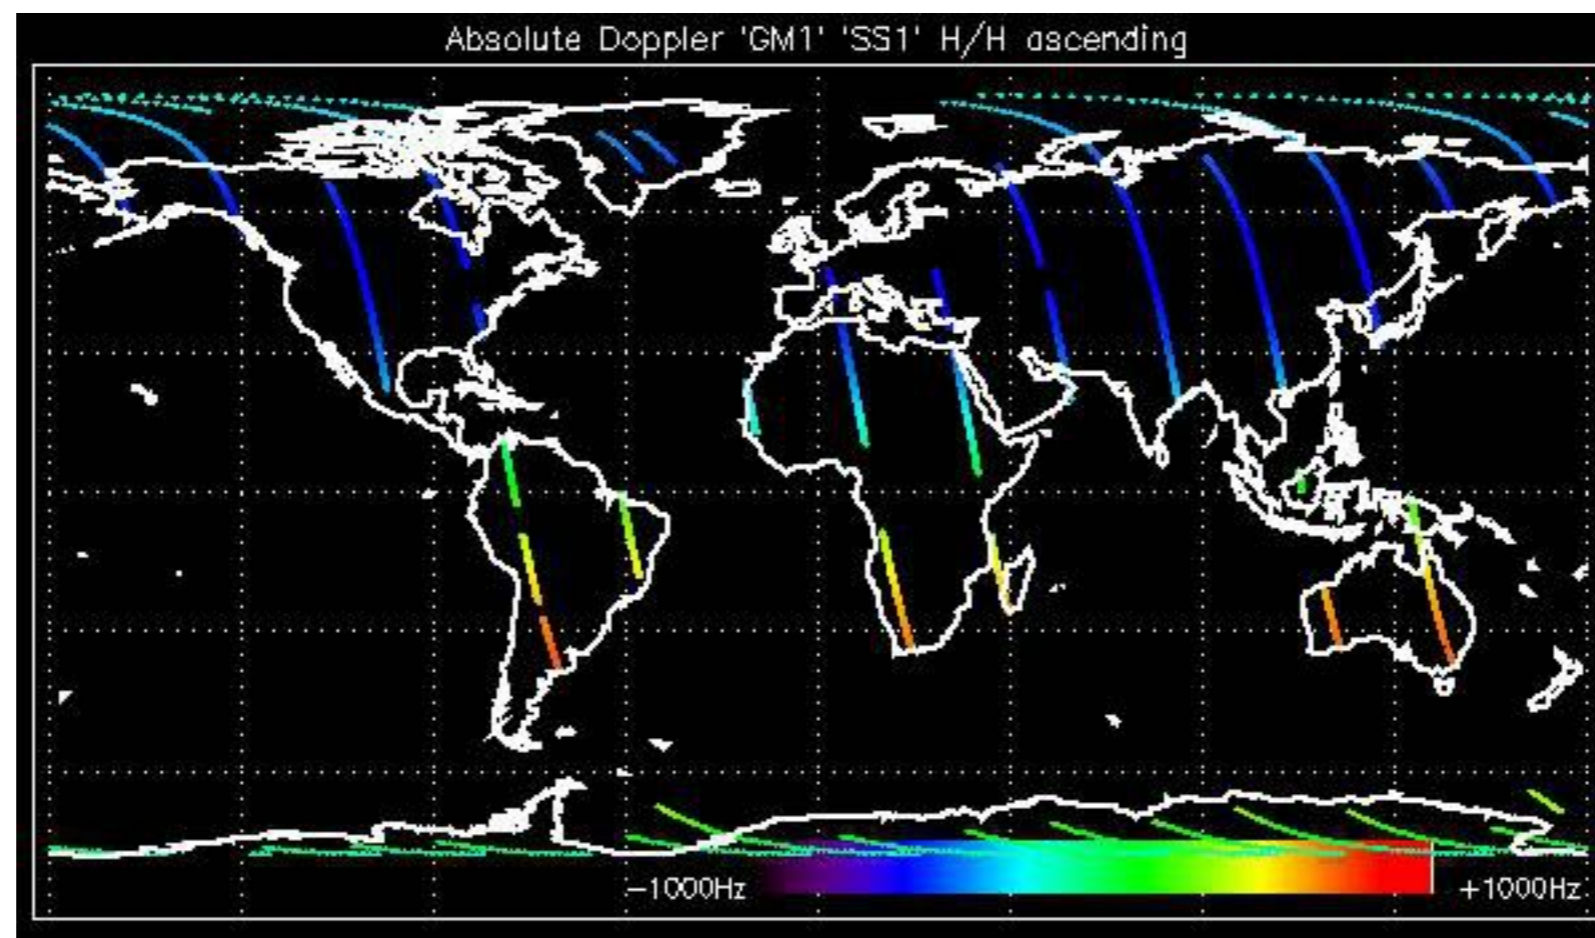 Absolute Doppler 'GM1' 'SS1' H/H ascending
−1000Hz +1000Hz